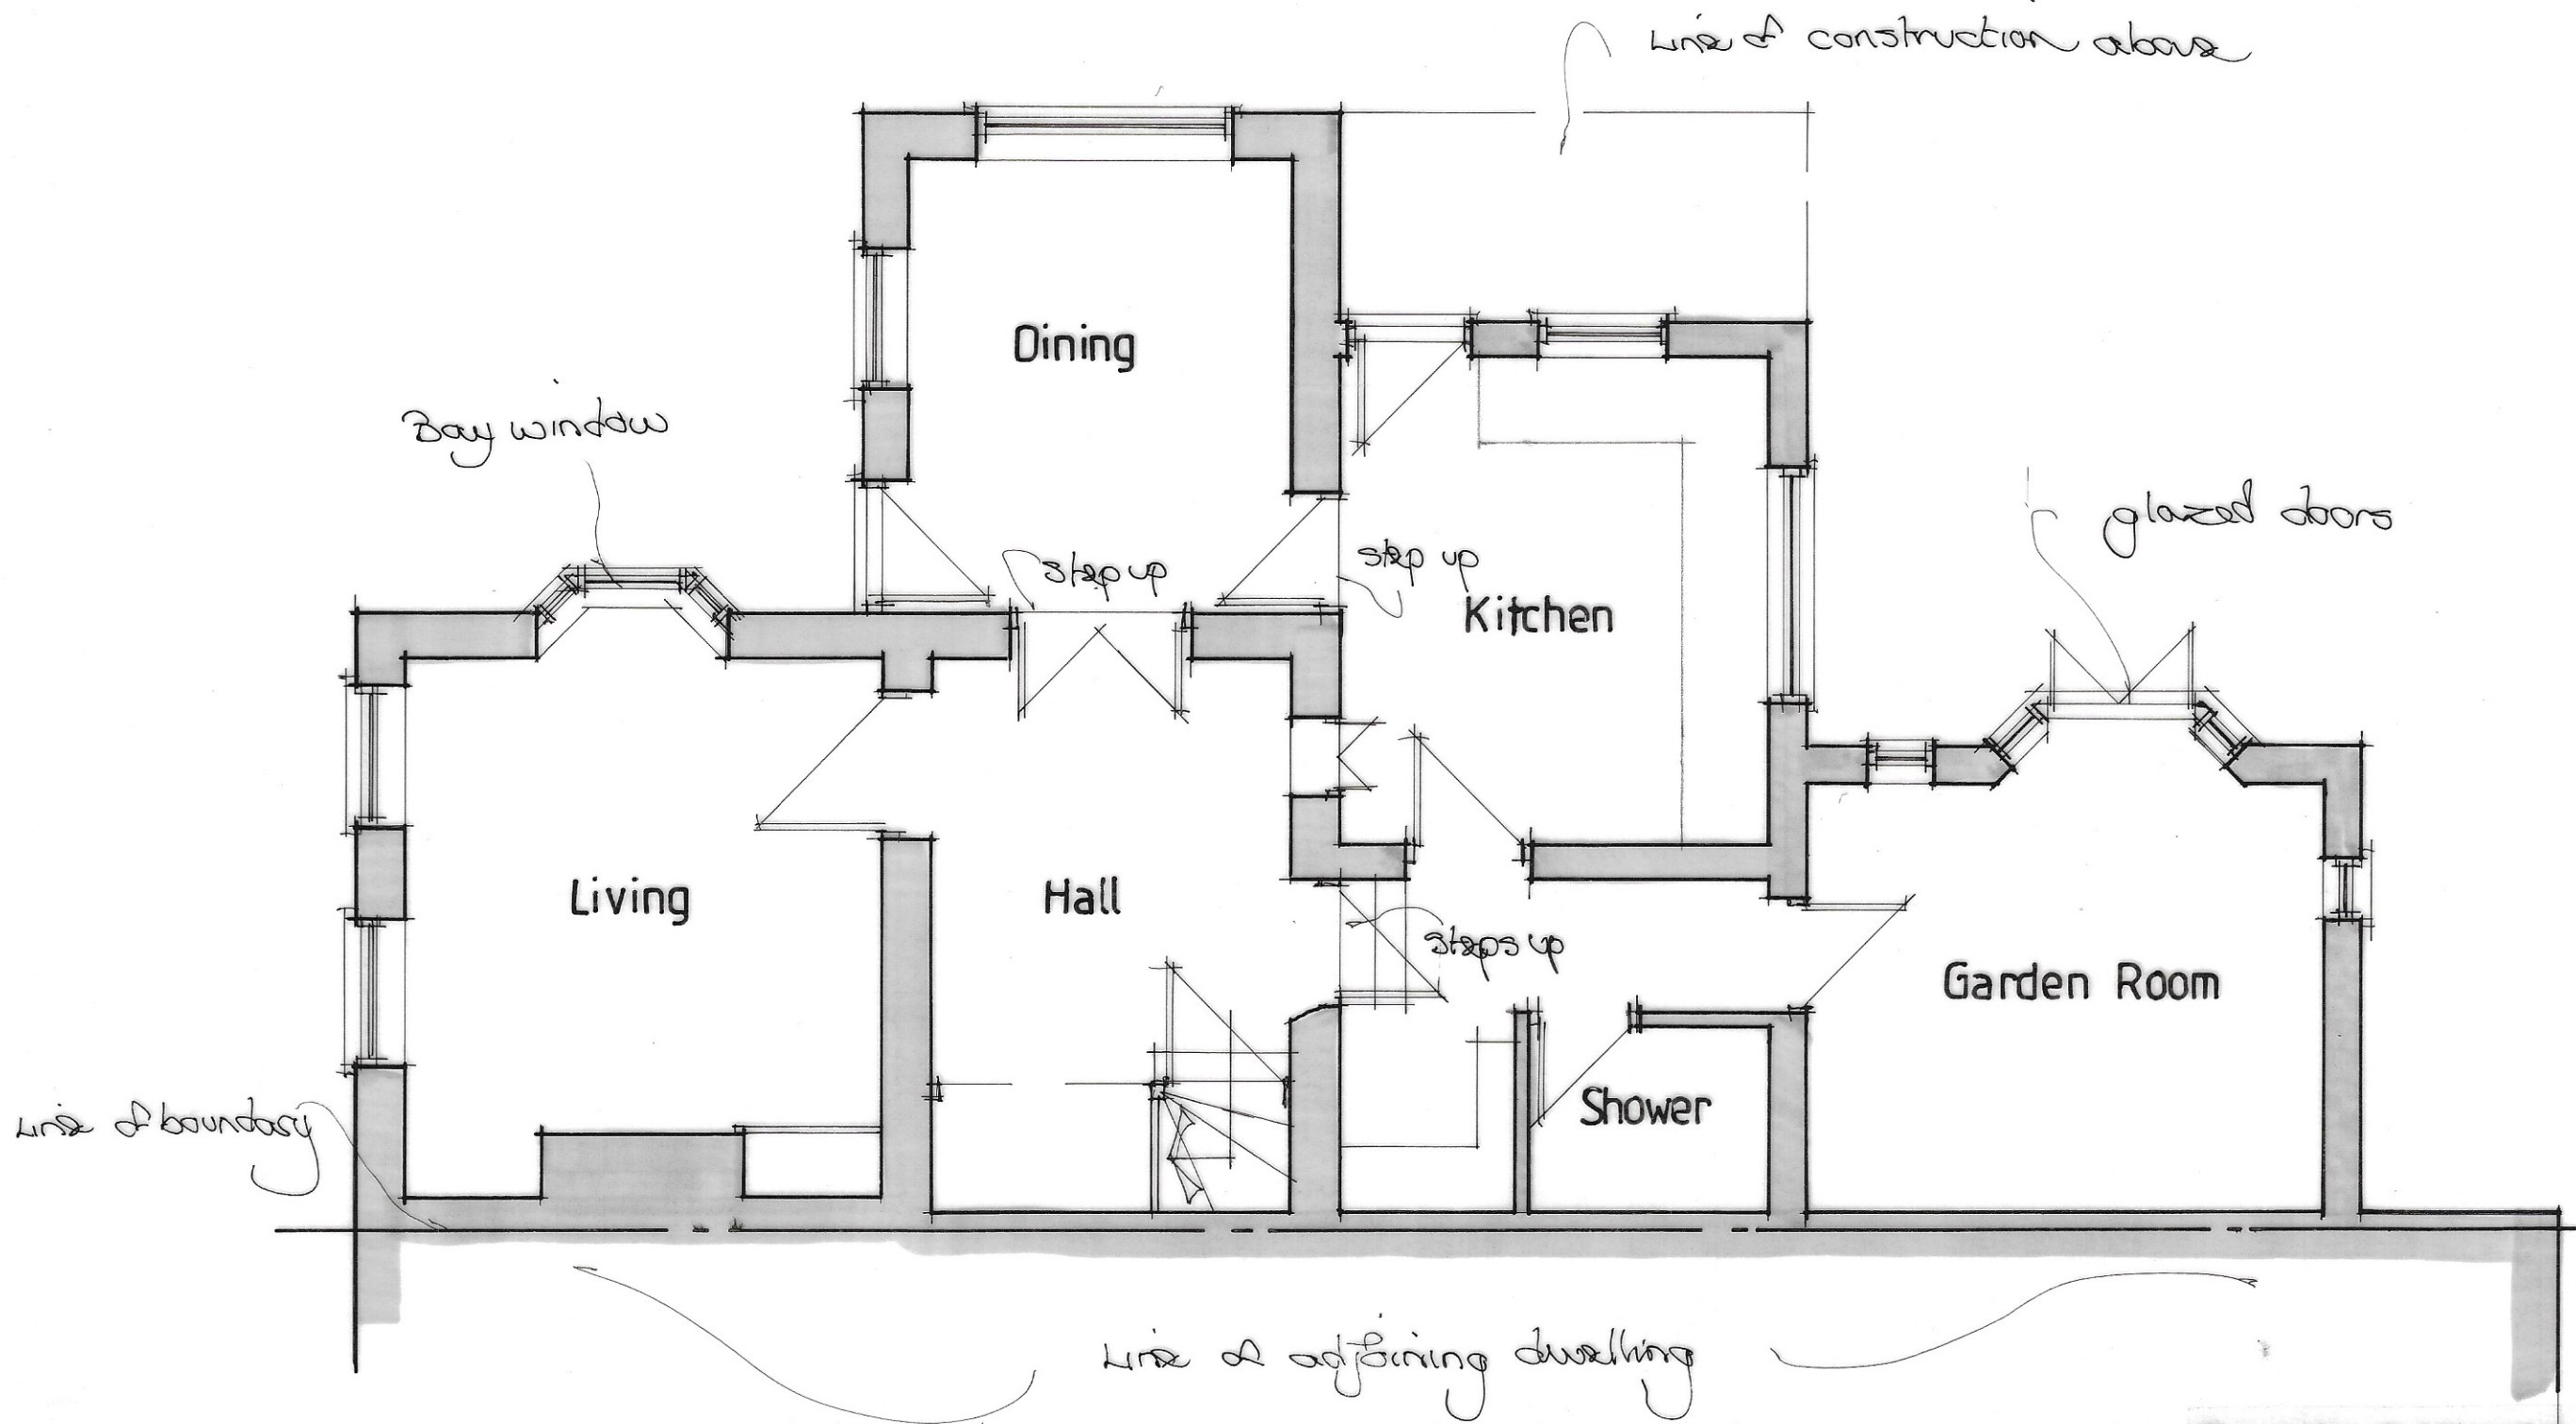 Line of construction above
Dining
Bay window
glazed doors
step up
step up
Kitchen
Living
Hall
steps up
Garden Room
Line of boundary
Shower
Line of adjoining dwelling